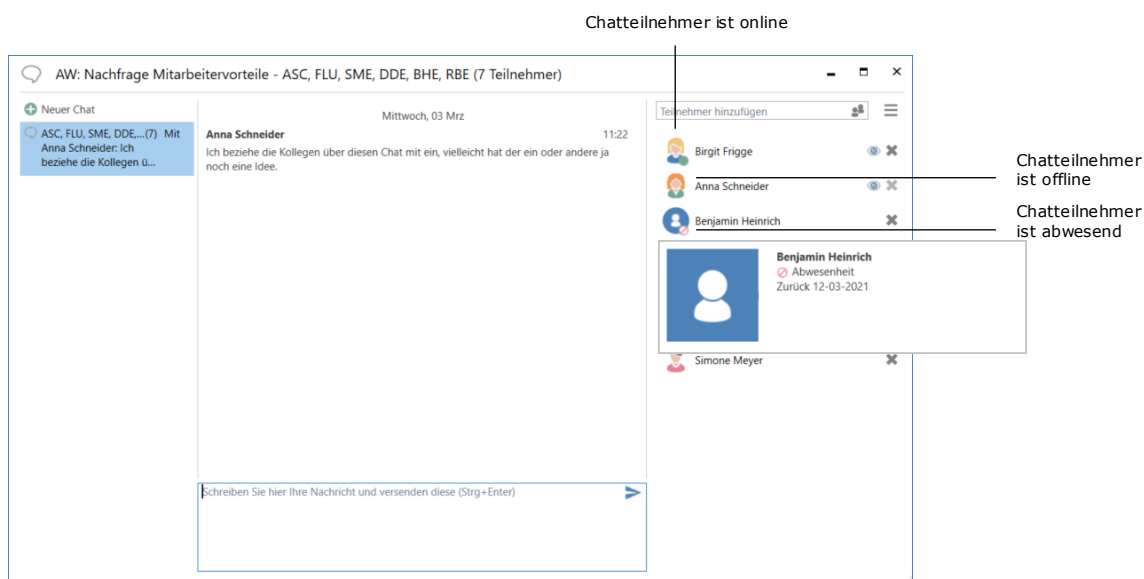 Chatteilnehmer ist online
AW: Nachfrage Mitarbeitervorteile - ASC, FLU, SME, DDE, BHE, RBE (7 Teilnehmer)
Neuer Chat
ASC, FLU, SME, DDE,...(7) Mit
Anna Schneider: Ich
beziehe die Kollegen ü...
Mittwoch, 03 Mrz
Anna Schneider 11:22
Ich beziehe die Kollegen über diesen Chat mit ein, vielleicht hat der ein oder andere ja
noch eine Idee.
Schreiben Sie hier Ihre Nachricht und versenden diese (Strg+Enter)
Teilnehmer hinzufügen
Birgit Frigge
Anna Schneider
Benjamin Heinrich
Benjamin Heinrich
Abwesenheit
Zurück 12-03-2021
Simone Meyer
Chatteilnehmer
ist offline
Chatteilnehmer
ist abwesend